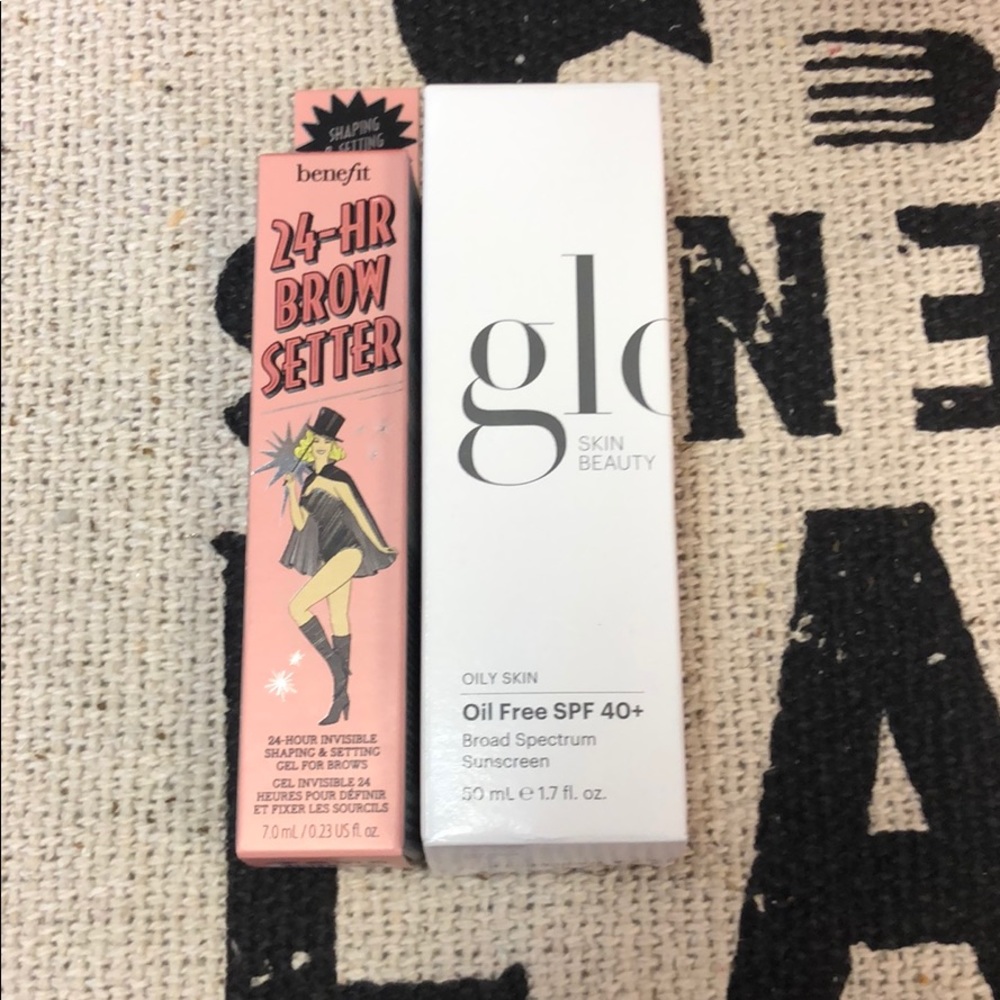 SHAPING
& SETTING
benefit
24-HR
BROW
SETTER
24-HOUR INVISIBLE
SHAPING & SETTING
GEL FOR BROWS
GEL INVISIBLE 24
HEURES POUR DÉFINIR
ET FIXER LES SOURCILS
7.0 mL / 0.23 US fl. oz.
glo
SKIN
BEAUTY
OILY SKIN
Oil Free SPF 40+
Broad Spectrum
Sunscreen
50 mL ℮ 1.7 fl. oz.